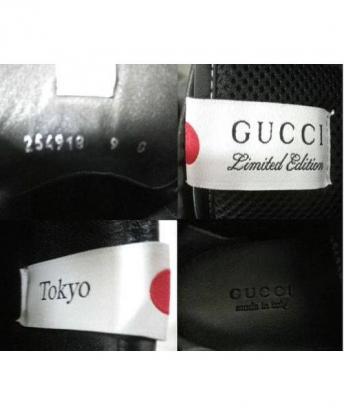 254918 9 G
GUCCI
Limited Edition
Tokyo
GUCCI
made in italy